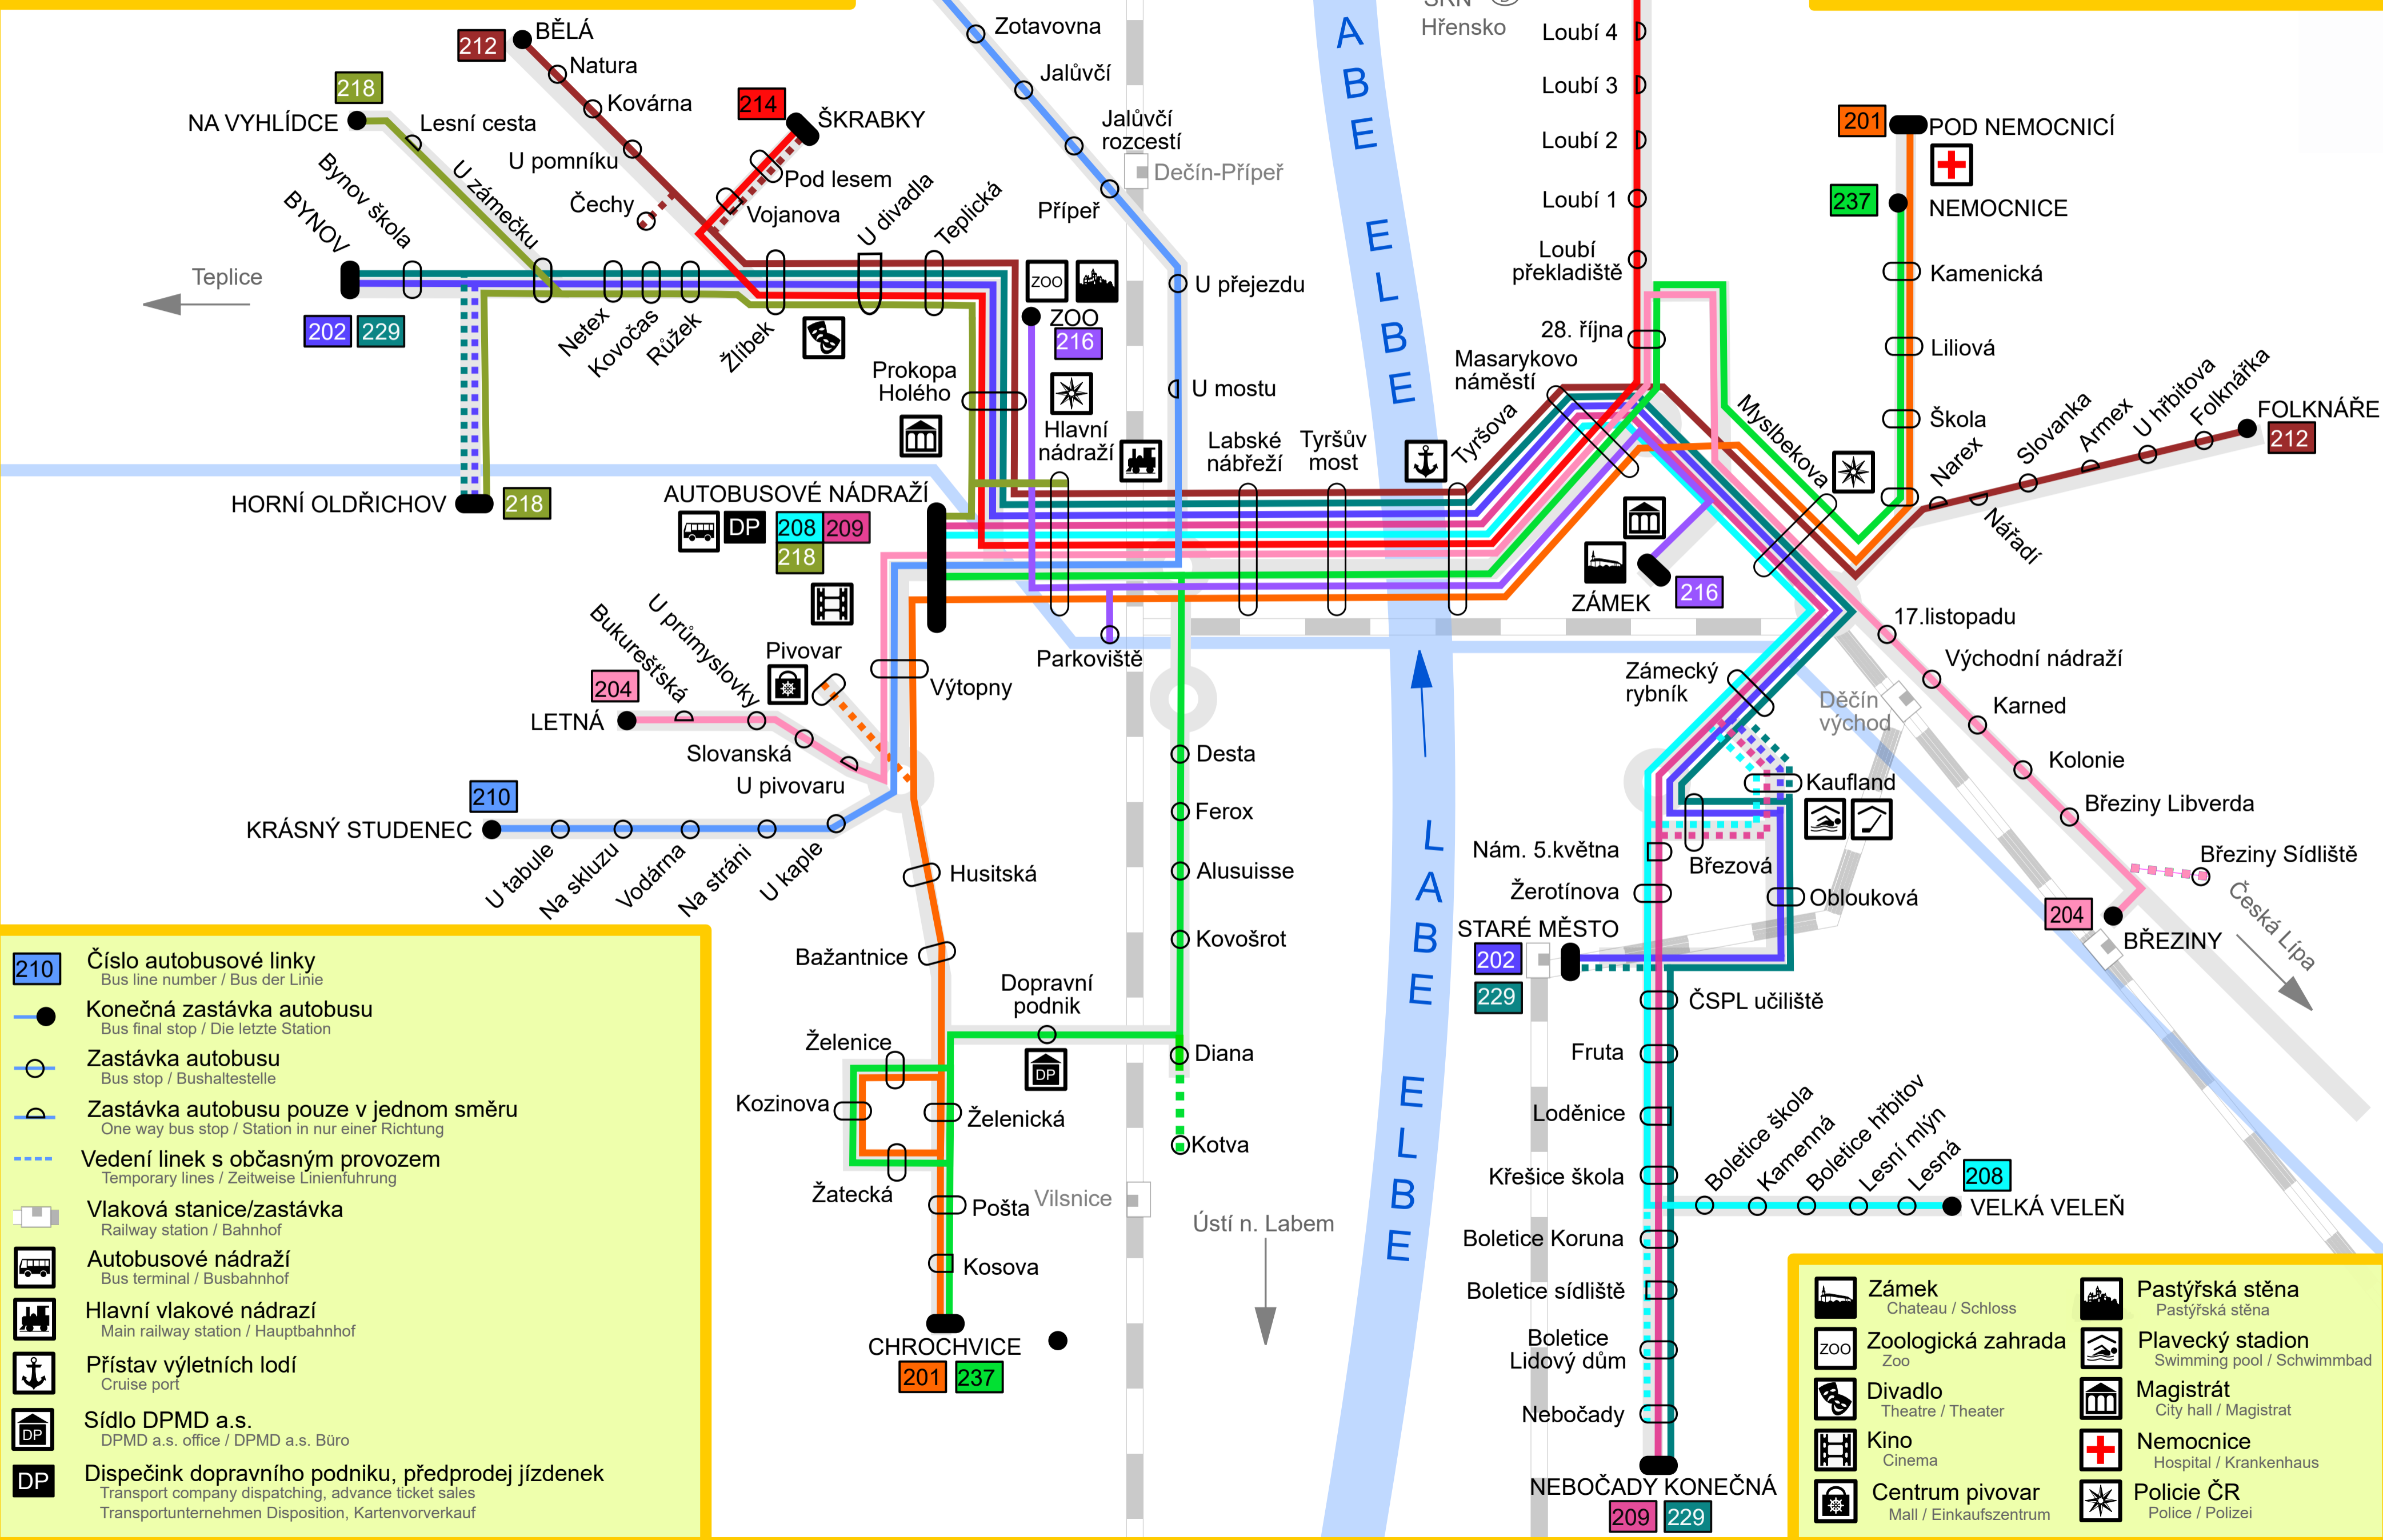 SRN
Hřensko
BĚLÁ
212
Natura
Kovárna
U pomníku
Čechy
218
NA VYHLÍDCE
Lesní cesta
U zámečku
Bynov škola
BYNOV
202
229
Teplice
214
ŠKRABKY
Pod lesem
Vojanova
U divadla
Teplická
Netex
Kovočas
Růžek
Žlíbek
Prokopa
Holého
HORNÍ OLDŘICHOV
218
Zotavovna
Jalůvčí
Jalůvčí
rozcestí
Dečín-Přípeř
Přípeř
U přejezdu
U mostu
ZOO
ZOO
216
Hlavní
nádraží
AUTOBUSOVÉ NÁDRAŽÍ
DP
208
209
218
Labské
nábřeží
Tyršův
most
Tyršova
Parkoviště
Výtopny
Pivovar
U průmyslovky
Bukurešťská
204
LETNÁ
Slovanská
U pivovaru
210
KRÁSNÝ STUDENEC
U tabule
Na skluzu
Vodárna
Na stráni
U kaple
Husitská
Bažantnice
Dopravní
podnik
DP
Želenice
Kozinova
Želenická
Žatecká
Pošta
Kosova
CHROCHVICE
201
237
Desta
Ferox
Alusuisse
Kovošrot
Diana
Kotva
Vilsnice
Ústí n. Labem
ABE ELBE
LABE ELBE
Loubí 4
Loubí 3
Loubí 2
Loubí 1
Loubí
překladiště
28. října
Masarykovo
náměstí
201
POD NEMOCNICÍ
237
NEMOCNICE
Kamenická
Liliová
Škola
Myslbekova
Narex
Nářadí
Slovanka
Armex
U hřbitova
Folknářka
FOLKNÁŘE
212
ZÁMEK
216
17.listopadu
Východní nádraží
Karned
Kolonie
Březiny Libverda
Březiny Sídliště
204
BŘEZINY
Česká Lípa
Děčín
východ
Zámecký
rybník
Kaufland
Březová
Oblouková
Nám. 5.května
Žerotínova
STARÉ MĚSTO
202
229
ČSPL učiliště
Fruta
Loděnice
Křešice škola
Boletice škola
Kamenná
Boletice hřbitov
Lesní mlýn
Lesná
208
VELKÁ VELEŇ
Boletice Koruna
Boletice sídliště
Boletice
Lidový dům
Nebočady
NEBOČADY KONEČNÁ
209
229
210
Číslo autobusové linky
Bus line number / Bus der Linie
Konečná zastávka autobusu
Bus final stop / Die letzte Station
Zastávka autobusu
Bus stop / Bushaltestelle
Zastávka autobusu pouze v jednom směru
One way bus stop / Station in nur einer Richtung
Vedení linek s občasným provozem
Temporary lines / Zeitweise Linienfuhrung
Vlaková stanice/zastávka
Railway station / Bahnhof
Autobusové nádraží
Bus terminal / Busbahnhof
Hlavní vlakové nádrazí
Main railway station / Hauptbahnhof
Přístav výletních lodí
Cruise port
DP
Sídlo DPMD a.s.
DPMD a.s. office / DPMD a.s. Büro
DP
Dispečink dopravního podniku, předprodej jízdenek
Transport company dispatching, advance ticket sales
Transportunternehmen Disposition, Kartenvorverkauf
Zámek
Chateau / Schloss
ZOO
Zoologická zahrada
Zoo
Divadlo
Theatre / Theater
Kino
Cinema
Centrum pivovar
Mall / Einkaufszentrum
Pastýřská stěna
Pastýřská stěna
Plavecký stadion
Swimming pool / Schwimmbad
Magistrát
City hall / Magistrat
Nemocnice
Hospital / Krankenhaus
Policie ČR
Police / Polizei